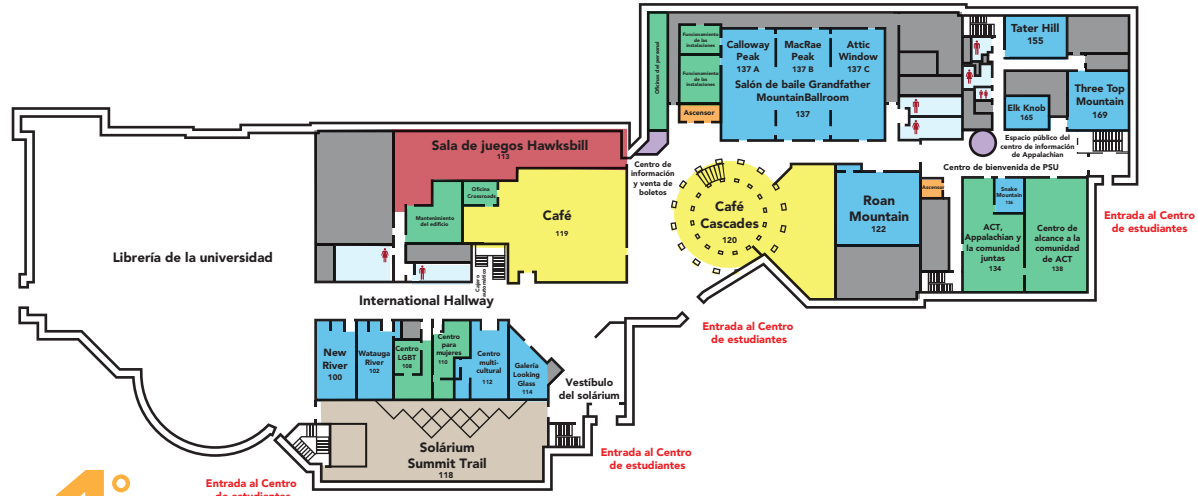 Oficinas del personal
Funcionamiento
de las
instalaciones
Funcionamiento
de las
instalaciones
Ascensor
Calloway
Peak
137 A
MacRae
Peak
137 B
Attic
Window
137 C
Salón de baile Grandfather
MountainBallroom
137
Tater Hill
155
Elk Knob
165
Three Top
Mountain
169
Espacio público del
centro de información
de Appalachian
Centro de bienvenida de PSU
Sala de juegos Hawksbill
113
Centro de
información
y venta de
boletos
Oficina
Crossroads
Mantenimiento
del edificio
Café
119
Cajero
automático
Café
Cascades
120
Roan
Mountain
122
Ascensor
Snake
Mountain
136
ACT,
Appalachian y
la comunidad
juntas
134
Centro de
alcance a la
comunidad
de ACT
138
Entrada al Centro
de estudiantes
Librería de la universidad
International Hallway
Entrada al Centro
de estudiantes
New
River
100
Watauga
River
102
Centro
LGBT
108
Centro
para
mujeres
110
Centro
multi-
cultural
112
Galería
Looking
Glass
114
Vestíbulo
del solárium
Solárium
Summit Trail
118
Entrada al Centro
de estudiantes
Entrada al Centro
de estudiantes
4°